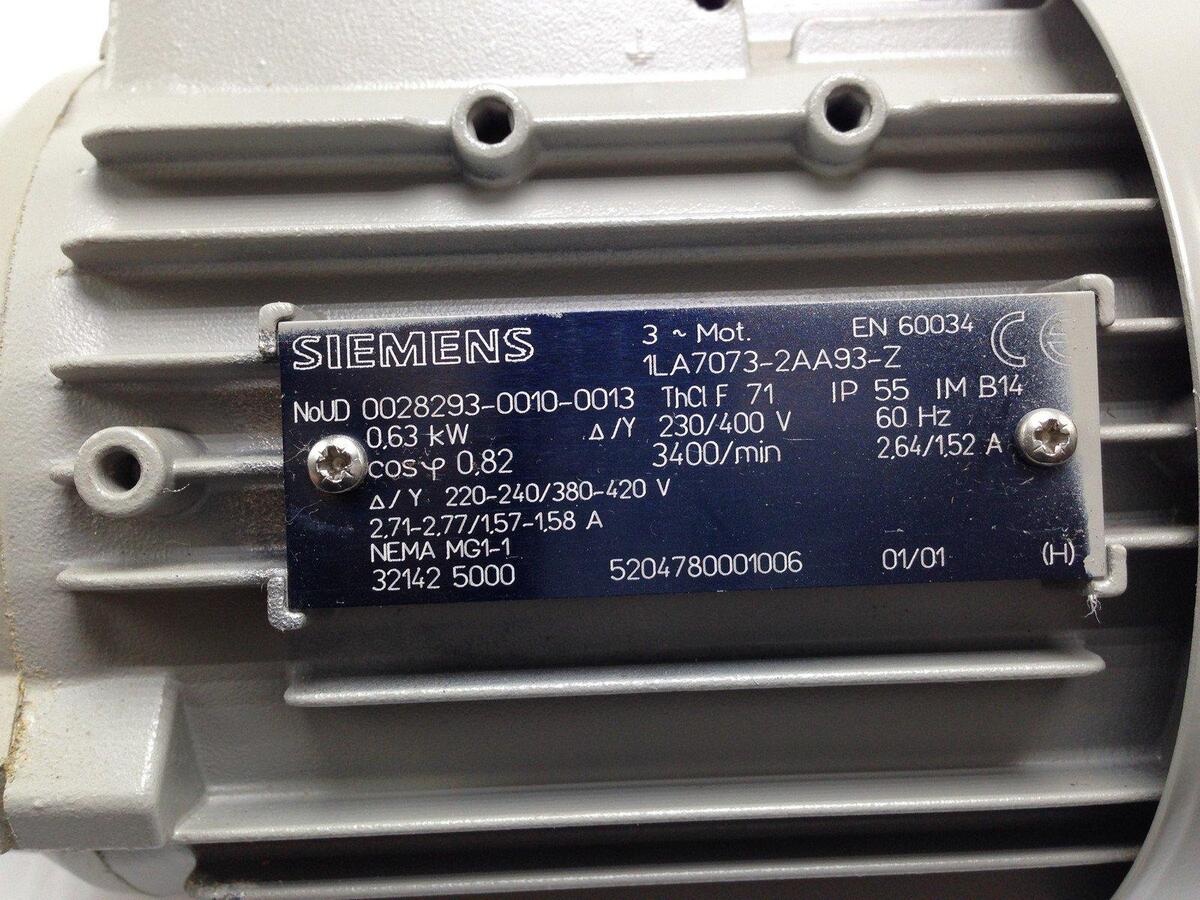 SIEMENS 3 ~ Mot. EN 60034 CE
1LA7073-2AA93-Z
NoUD 0028293-0010-0013 ThCl F 71 IP 55 IM B14
0,63 kW Δ/Y 230/400 V 60 Hz
cosφ 0,82 3400/min 2,64/1,52 A
Δ/Y 220-240/380-420 V
2,71-2,77/1,57-1,58 A
NEMA MG1-1
32142 5000 5204780001006 01/01 (H)